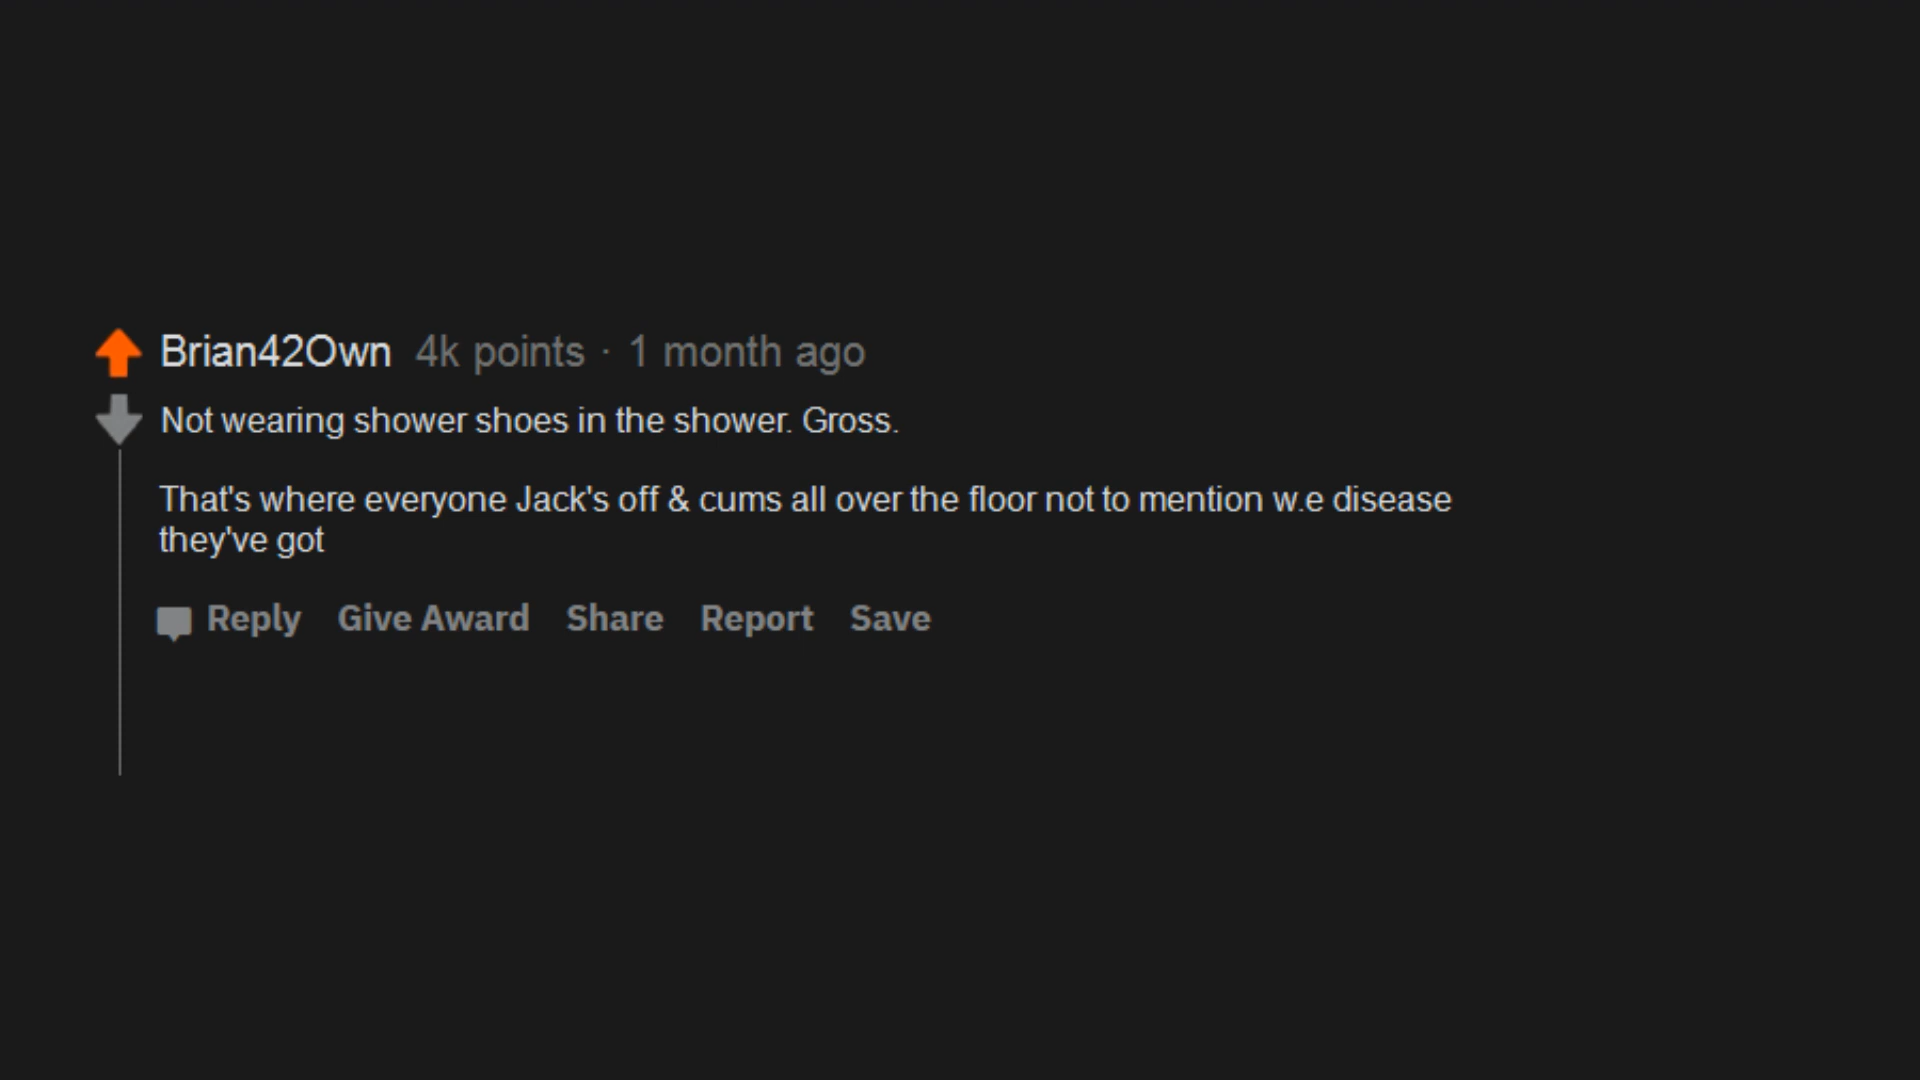 Brian42Own 4k points · 1 month ago
Not wearing shower shoes in the shower. Gross.
That's where everyone Jack's off & cums all over the floor not to mention w.e disease
they've got
Reply Give Award Share Report Save